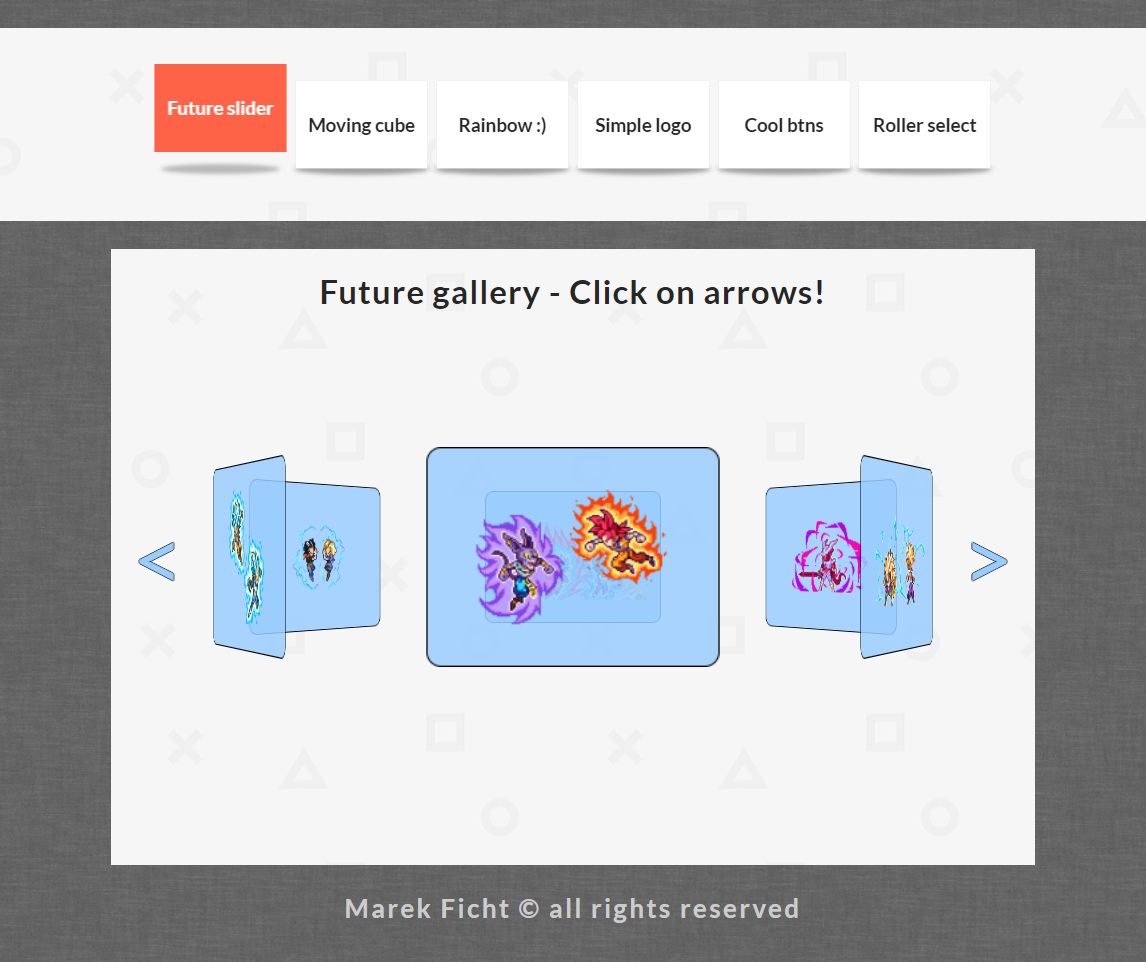 Future slider
Moving cube
Rainbow :)
Simple logo
Cool btns
Roller select
Future gallery - Click on arrows!
Marek Ficht © all rights reserved